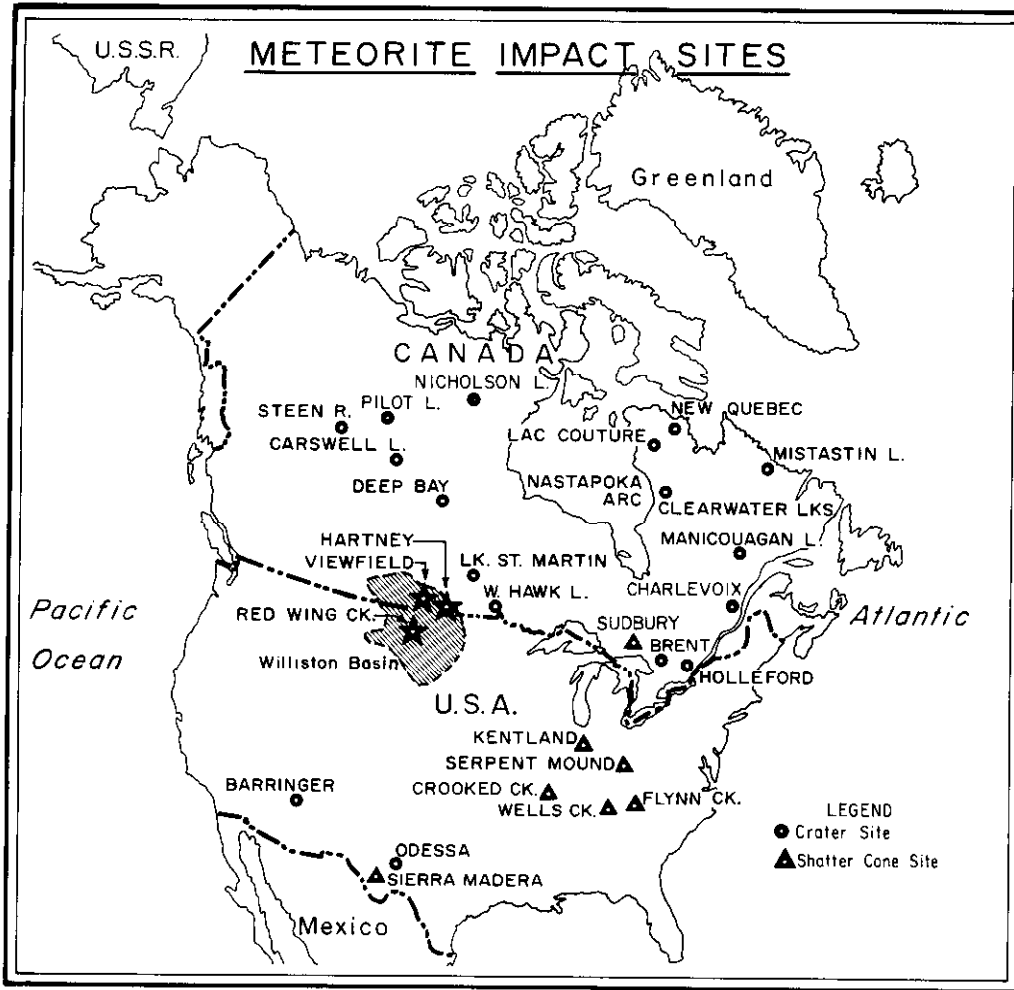 U.S.S.R.
METEORITE IMPACT SITES
Greenland
CANADA
NICHOLSON L.
PILOT L.
STEEN R.
CARSWELL L.
DEEP BAY
NEW QUEBEC
LAC COUTURE
MISTASTIN L.
NASTAPOKA
ARC
CLEARWATER LKS
MANICOUAGAN L.
HARTNEY
VIEWFIELD
LK. ST. MARTIN
W. HAWK L.
CHARLEVOIX
RED WING CK.
Williston Basin
SUDBURY
BRENT
HOLLEFORD
Pacific
Ocean
Atlantic
U.S.A.
KENTLAND
SERPENT MOUND
CROOKED CK.
WELLS CK.
FLYNN CK.
BARRINGER
ODESSA
SIERRA MADERA
Mexico
LEGEND
Crater Site
Shatter Cone Site